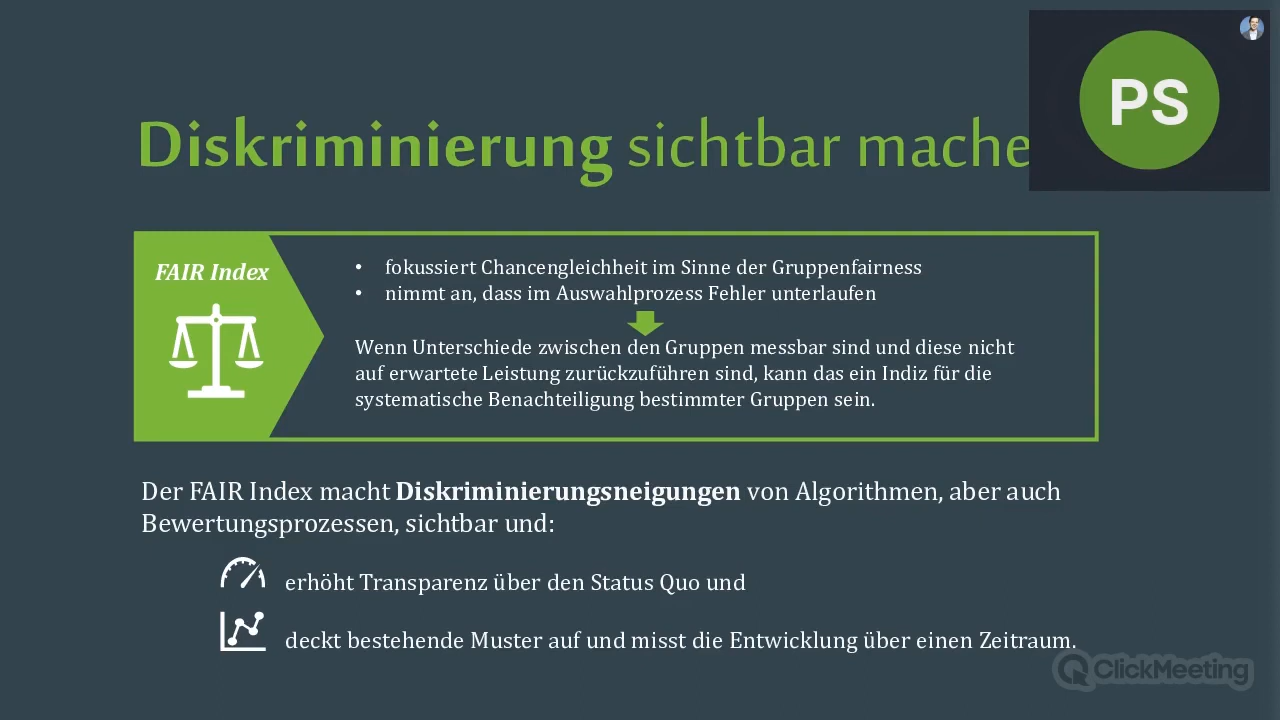 PS
Diskriminierung sichtbar mache
FAIR Index
• fokussiert Chancengleichheit im Sinne der Gruppenfairness
• nimmt an, dass im Auswahlprozess Fehler unterlaufen
Wenn Unterschiede zwischen den Gruppen messbar sind und diese nicht
auf erwartete Leistung zurückzuführen sind, kann das ein Indiz für die
systematische Benachteiligung bestimmter Gruppen sein.
Der FAIR Index macht Diskriminierungsneigungen von Algorithmen, aber auch
Bewertungsprozessen, sichtbar und:
erhöht Transparenz über den Status Quo und
deckt bestehende Muster auf und misst die Entwicklung über einen Zeitraum.
ClickMeeting